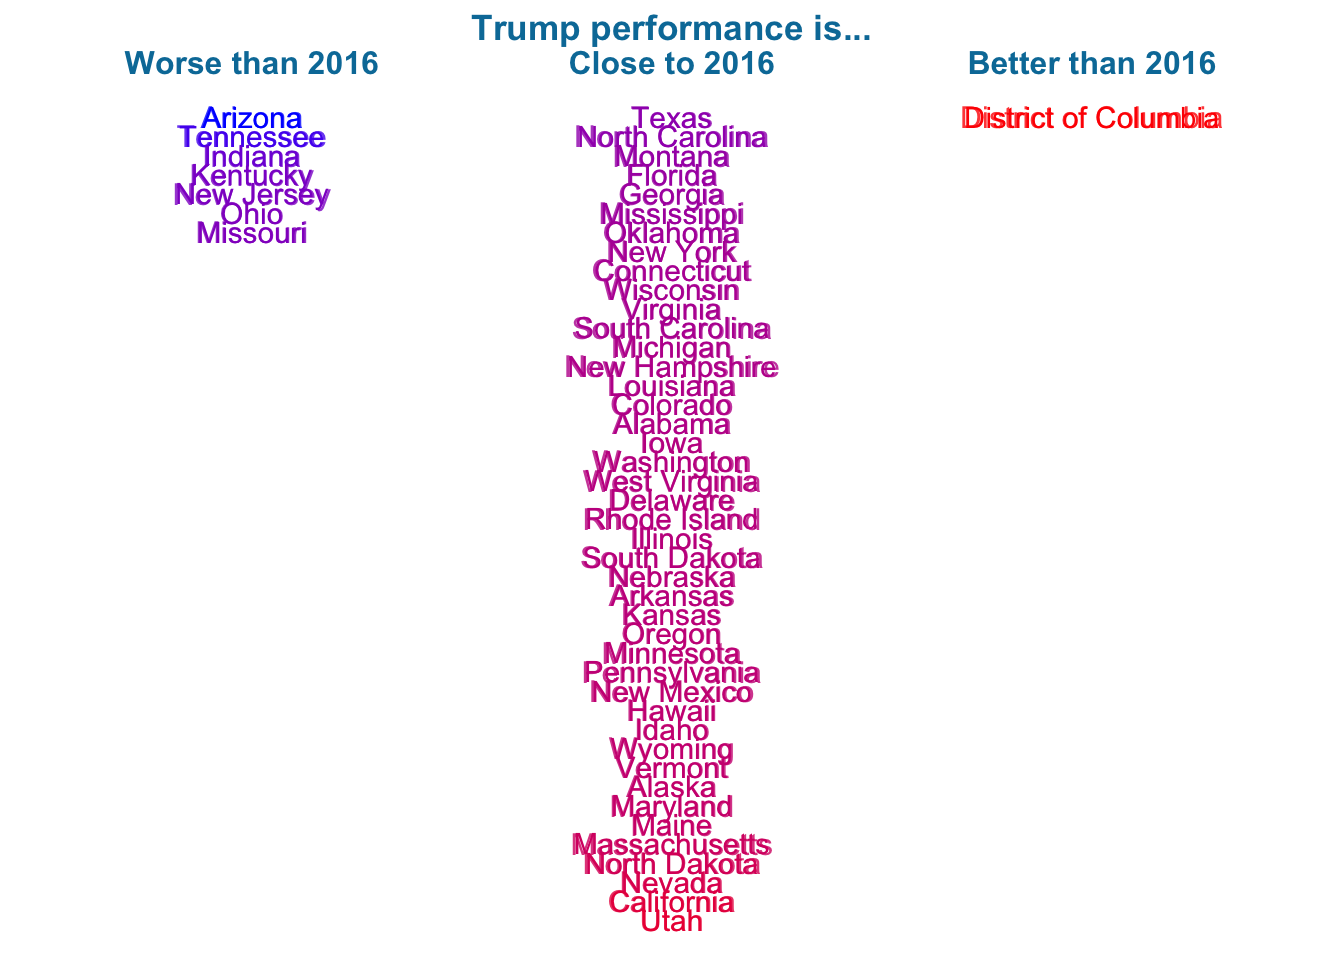 Trump performance is...
Worse than 2016
Close to 2016
Better than 2016
Arizona
Tennessee
Indiana
Kentucky
New Jersey
Ohio
Missouri
Texas
North Carolina
Montana
Florida
Georgia
Mississippi
Oklahoma
New York
Connecticut
Wisconsin
Virginia
South Carolina
Michigan
New Hampshire
Louisiana
Colorado
Alabama
Iowa
Washington
West Virginia
Delaware
Rhode Island
Illinois
South Dakota
Nebraska
Arkansas
Kansas
Oregon
Minnesota
Pennsylvania
New Mexico
Hawaii
Idaho
Wyoming
Vermont
Alaska
Maryland
Maine
Massachusetts
North Dakota
Nevada
California
Utah
District of Columbia